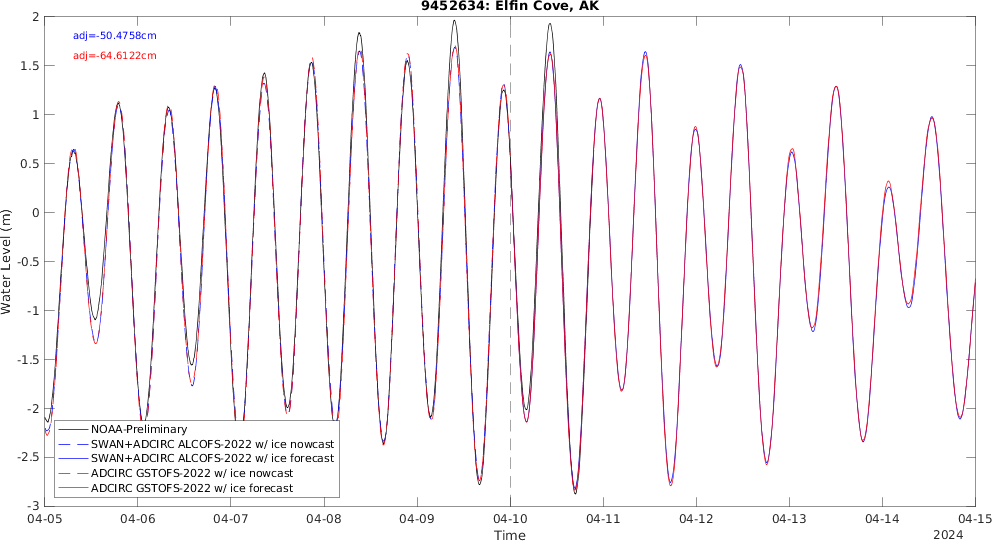 9452634: Elfin Cove, AK
adj=-50.4758cm
adj=-64.6122cm
2
1.5
1
0.5
0
-0.5
-1
-1.5
-2
-2.5
-3
Water Level (m)
NOAA-Preliminary
SWAN+ADCIRC ALCOFS-2022 w/ ice nowcast
SWAN+ADCIRC ALCOFS-2022 w/ ice forecast
ADCIRC GSTOFS-2022 w/ ice nowcast
ADCIRC GSTOFS-2022 w/ ice forecast
04-05 04-06 04-07 04-08 04-09 04-10 04-11 04-12 04-13 04-14 04-15
Time
2024